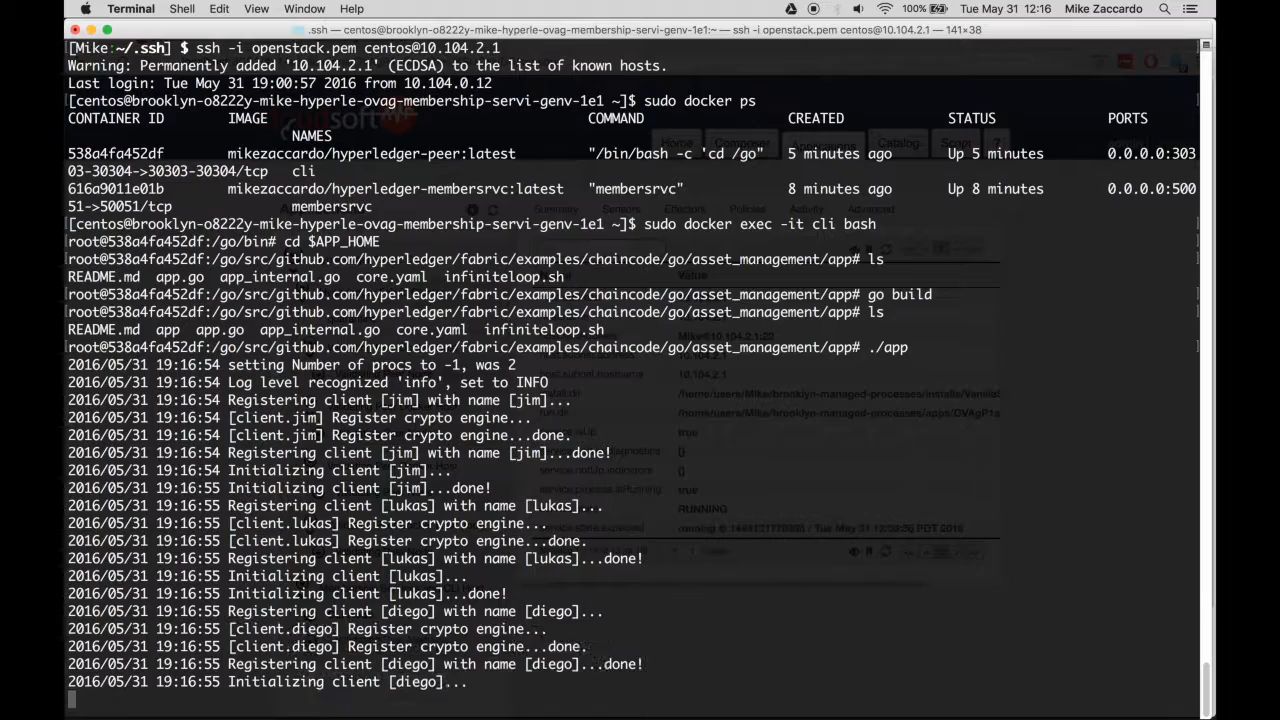 Terminal Shell Edit View Window Help 100% Tue May 31 12:16 Mike Zaccardo
.ssh — centos@brooklyn-o8222y-mike-hyperle-ovag-membership-servi-genv-1e1:~ — ssh -i openstack.pem centos@10.104.2.1 — 141×38
[Mike:~/.ssh] $ ssh -i openstack.pem centos@10.104.2.1
Warning: Permanently added '10.104.2.1' (ECDSA) to the list of known hosts.
Last login: Tue May 31 19:00:57 2016 from 10.104.0.12
[centos@brooklyn-o8222y-mike-hyperle-ovag-membership-servi-genv-1e1 ~]$ sudo docker ps
CONTAINER ID IMAGE COMMAND CREATED STATUS PORTS
NAMES
538a4fa452df mikezaccardo/hyperledger-peer:latest "/bin/bash -c 'cd /go" 5 minutes ago Up 5 minutes 0.0.0.0:303
03-30304->30303-30304/tcp cli
616a9011e01b mikezaccardo/hyperledger-membersrvc:latest "membersrvc" 8 minutes ago Up 8 minutes 0.0.0.0:500
51->50051/tcp membersrvc
[centos@brooklyn-o8222y-mike-hyperle-ovag-membership-servi-genv-1e1 ~]$ sudo docker exec -it cli bash
root@538a4fa452df:/go/bin# cd $APP_HOME
root@538a4fa452df:/go/src/github.com/hyperledger/fabric/examples/chaincode/go/asset_management/app# ls
README.md app.go app_internal.go core.yaml infiniteloop.sh
root@538a4fa452df:/go/src/github.com/hyperledger/fabric/examples/chaincode/go/asset_management/app# go build
root@538a4fa452df:/go/src/github.com/hyperledger/fabric/examples/chaincode/go/asset_management/app# ls
README.md app app.go app_internal.go core.yaml infiniteloop.sh
root@538a4fa452df:/go/src/github.com/hyperledger/fabric/examples/chaincode/go/asset_management/app# ./app
2016/05/31 19:16:54 setting Number of procs to -1, was 2
2016/05/31 19:16:54 Log level recognized 'info', set to INFO
2016/05/31 19:16:54 Registering client [jim] with name [jim]...
2016/05/31 19:16:54 [client.jim] Register crypto engine...
2016/05/31 19:16:54 [client.jim] Register crypto engine...done.
2016/05/31 19:16:54 Registering client [jim] with name [jim]...done!
2016/05/31 19:16:54 Initializing client [jim]...
2016/05/31 19:16:55 Initializing client [jim]...done!
2016/05/31 19:16:55 Registering client [lukas] with name [lukas]...
2016/05/31 19:16:55 [client.lukas] Register crypto engine...
2016/05/31 19:16:55 [client.lukas] Register crypto engine...done.
2016/05/31 19:16:55 Registering client [lukas] with name [lukas]...done!
2016/05/31 19:16:55 Initializing client [lukas]...
2016/05/31 19:16:55 Initializing client [lukas]...done!
2016/05/31 19:16:55 Registering client [diego] with name [diego]...
2016/05/31 19:16:55 [client.diego] Register crypto engine...
2016/05/31 19:16:55 [client.diego] Register crypto engine...done.
2016/05/31 19:16:55 Registering client [diego] with name [diego]...done!
2016/05/31 19:16:55 Initializing client [diego]...
Home Composer Applications Catalog Script ?
Summary Sensors Effectors Policies Activity Advanced
Value
10.104.2.1
true
{}
{}
true
RUNNING